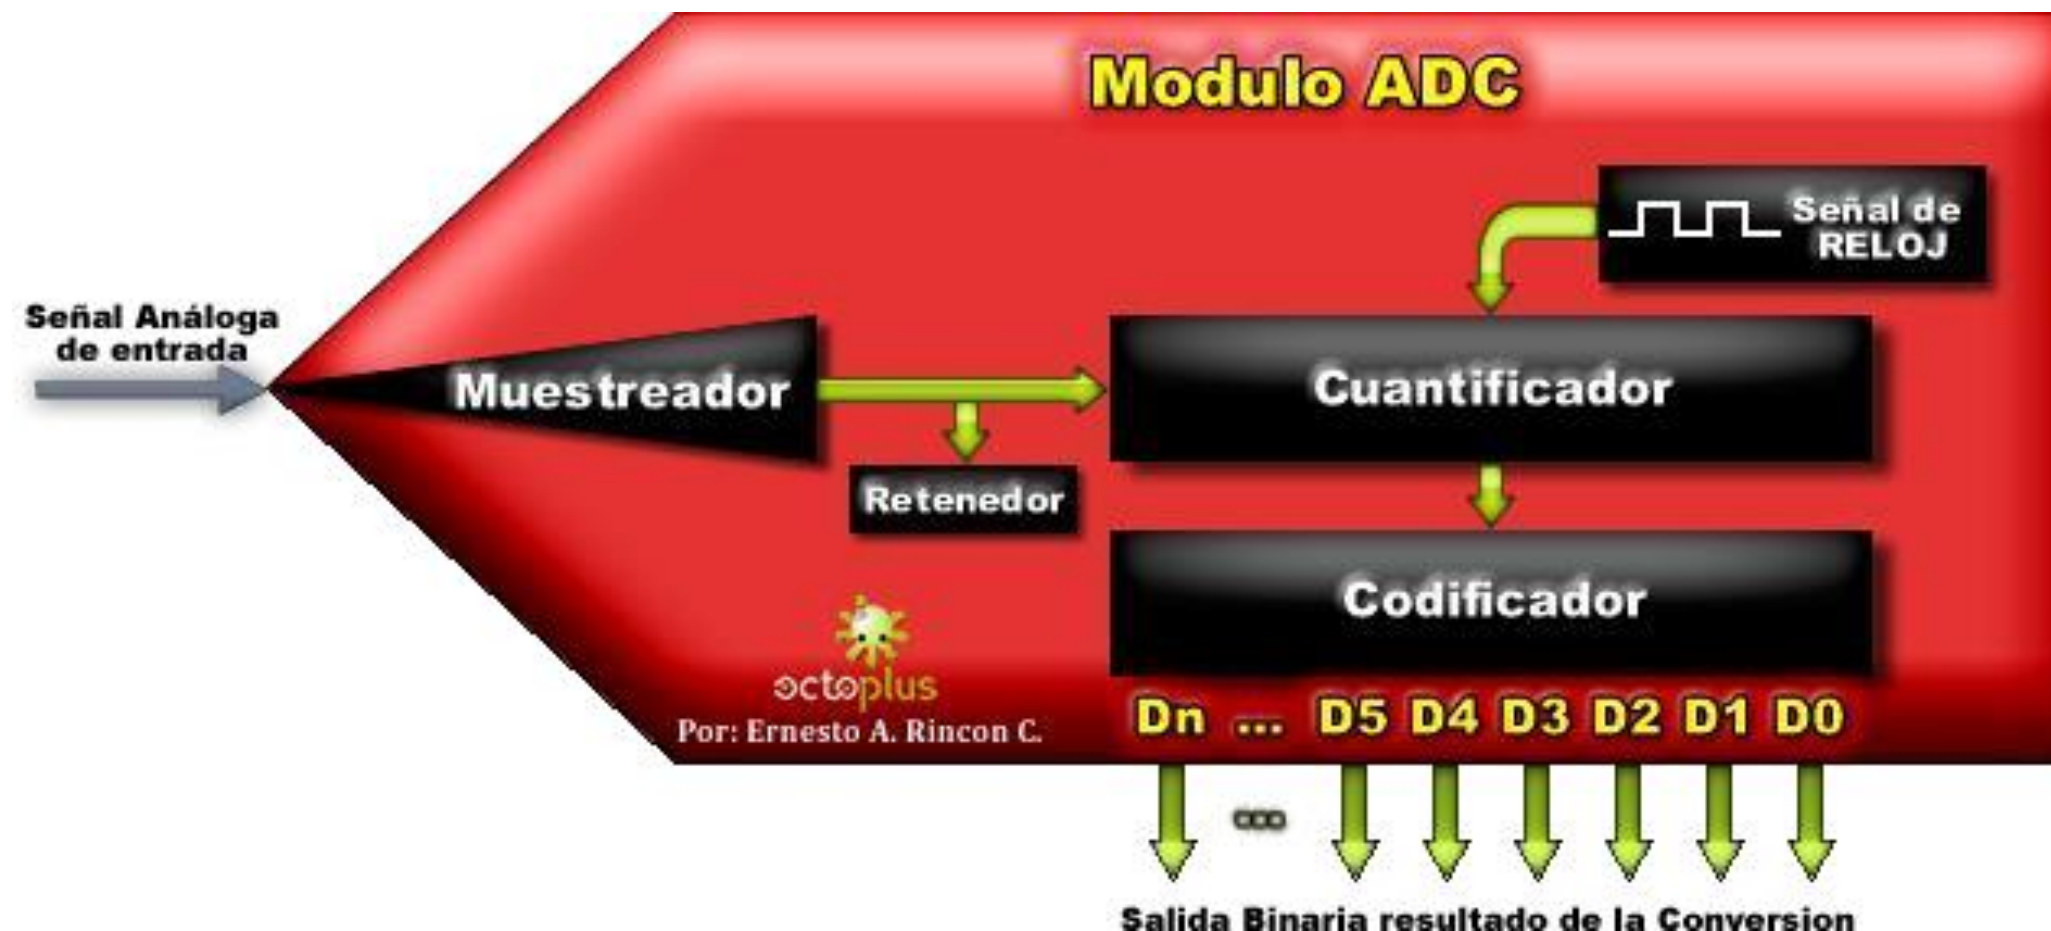 Modulo ADC
Señal de
RELOJ
Señal Análoga
de entrada
Muestreador
Cuantificador
Retenedor
Codificador
octoplus
Por: Ernesto A. Rincon C.
Dn ... D5 D4 D3 D2 D1 D0
...
Salida Binaria resultado de la Conversion